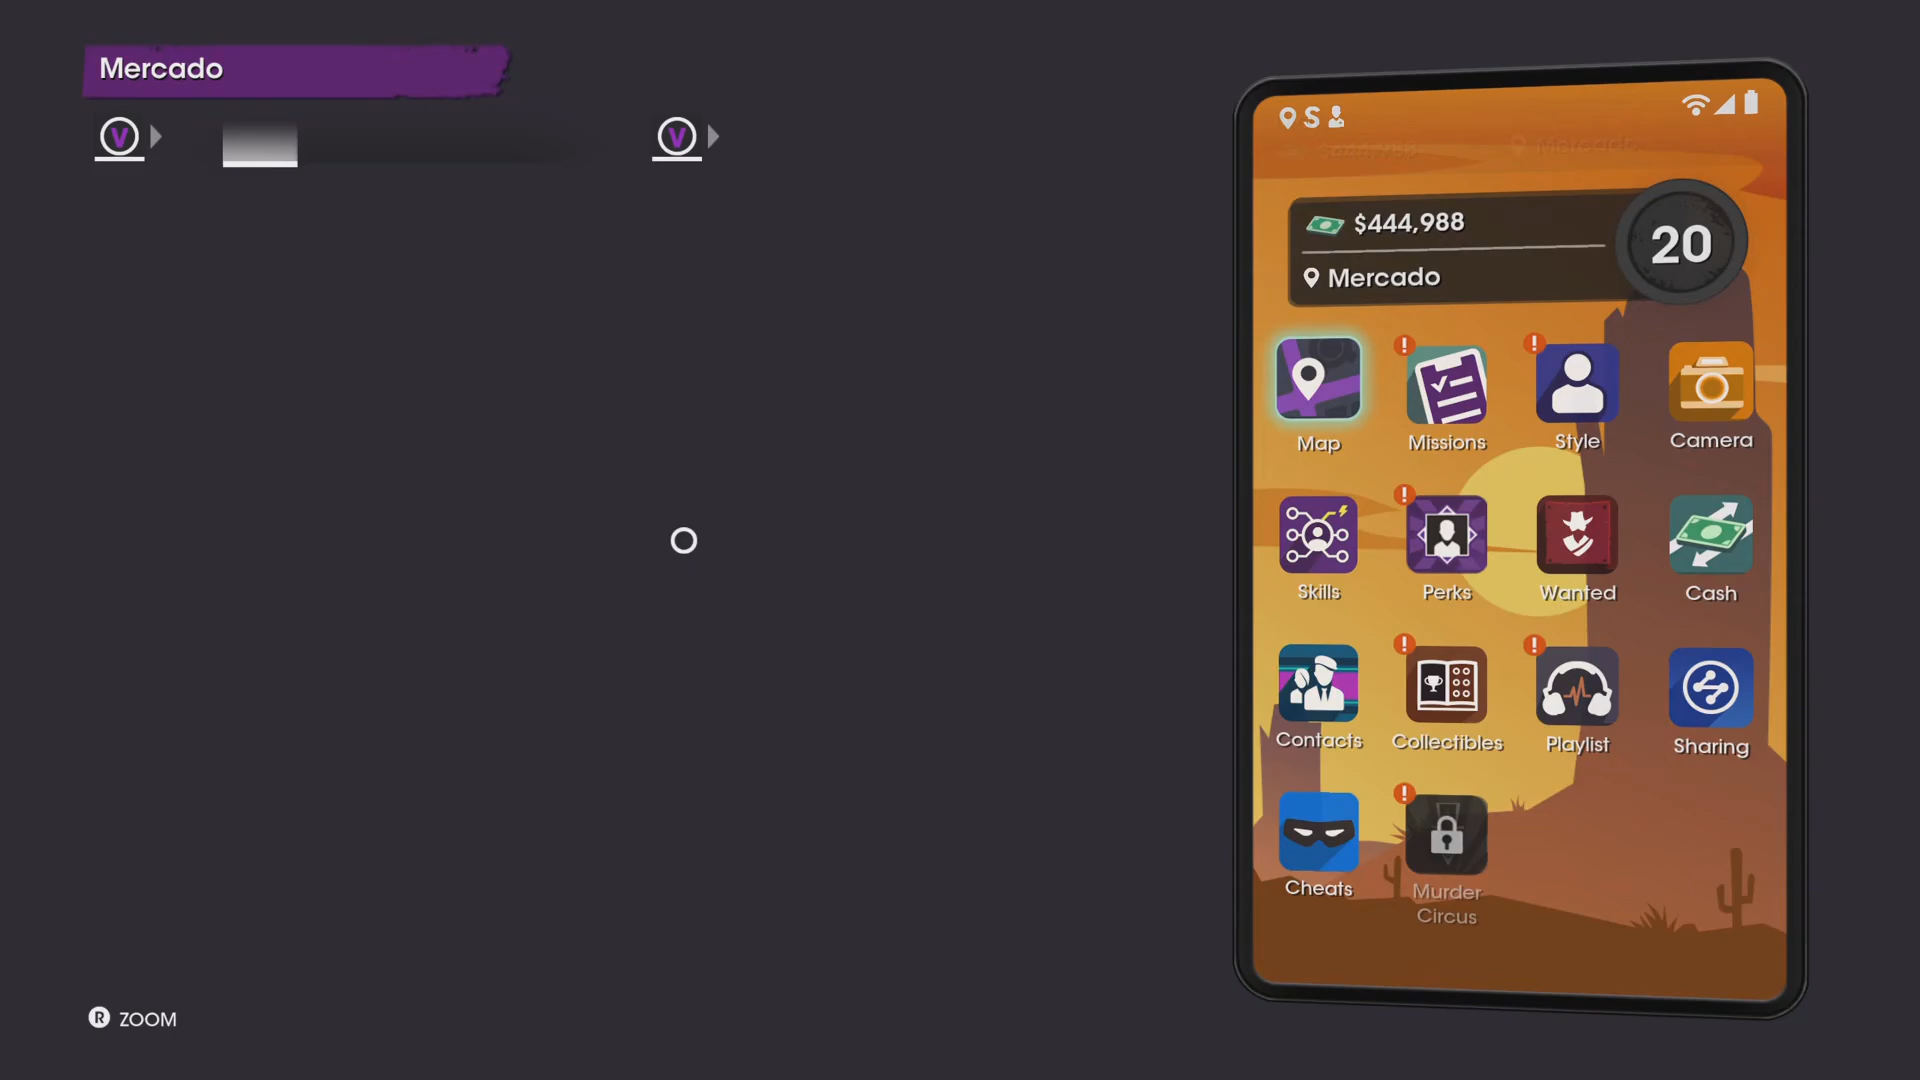 Mercado
V
V
$444,988
20
Mercado
Map
Missions
Style
Camera
Skills
Perks
Wanted
Cash
Contacts
Collectibles
Playlist
Sharing
Cheats
Murder
Circus
R ZOOM